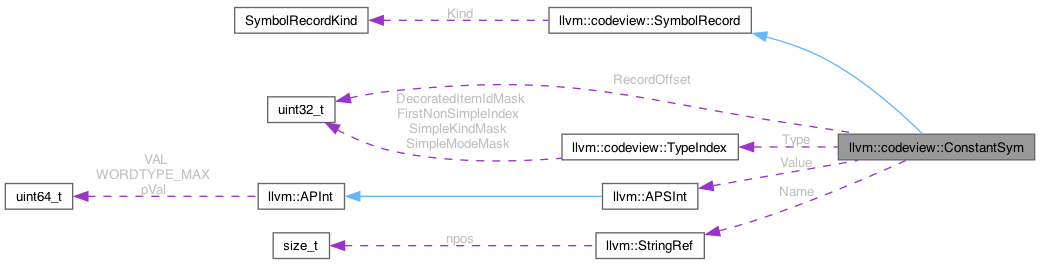 SymbolRecordKind
Kind
llvm::codeview::SymbolRecord
RecordOffset
uint32_t
DecoratedItemIdMask
FirstNonSimpleIndex
SimpleKindMask
SimpleModeMask
llvm::codeview::TypeIndex
Type
llvm::codeview::ConstantSym
Value
VAL
WORDTYPE_MAX
pVal
uint64_t
llvm::APInt
llvm::APSInt
Name
size_t
npos
llvm::StringRef